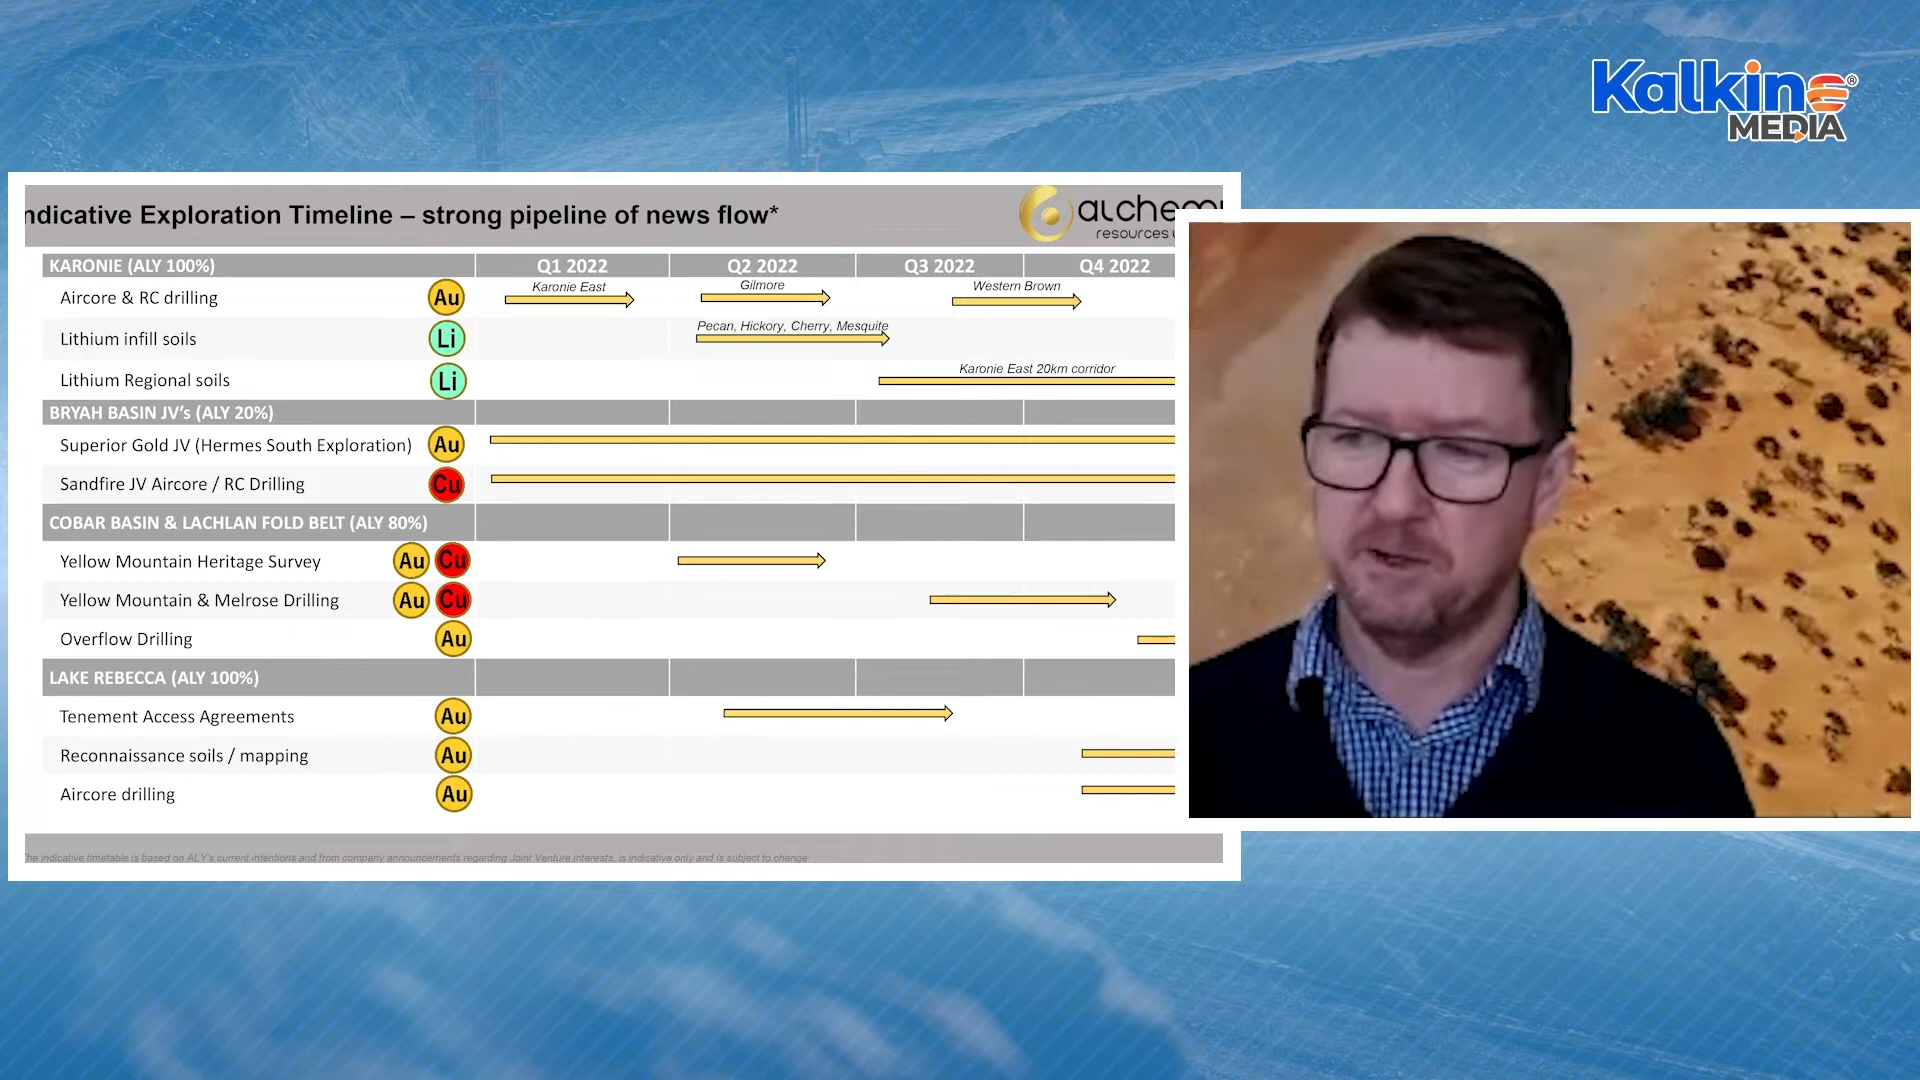 Kalkine®
MEDIA
ndicative Exploration Timeline – strong pipeline of news flow*
alchem
resources
KARONIE (ALY 100%) Q1 2022 Q2 2022 Q3 2022 Q4 2022
Aircore & RC drilling Au Karonie East Gilmore Western Brown
Lithium infill soils Li Pecan, Hickory, Cherry, Mesquite
Lithium Regional soils Li Karonie East 20km corridor
BRYAH BASIN JV's (ALY 20%)
Superior Gold JV (Hermes South Exploration) Au
Sandfire JV Aircore / RC Drilling Cu
COBAR BASIN & LACHLAN FOLD BELT (ALY 80%)
Yellow Mountain Heritage Survey Au Cu
Yellow Mountain & Melrose Drilling Au Cu
Overflow Drilling Au
LAKE REBECCA (ALY 100%)
Tenement Access Agreements Au
Reconnaissance soils / mapping Au
Aircore drilling Au
The indicative timetable is based on ALY's current intentions and from company announcements regarding Joint Venture interests, is indicative only and is subject to change